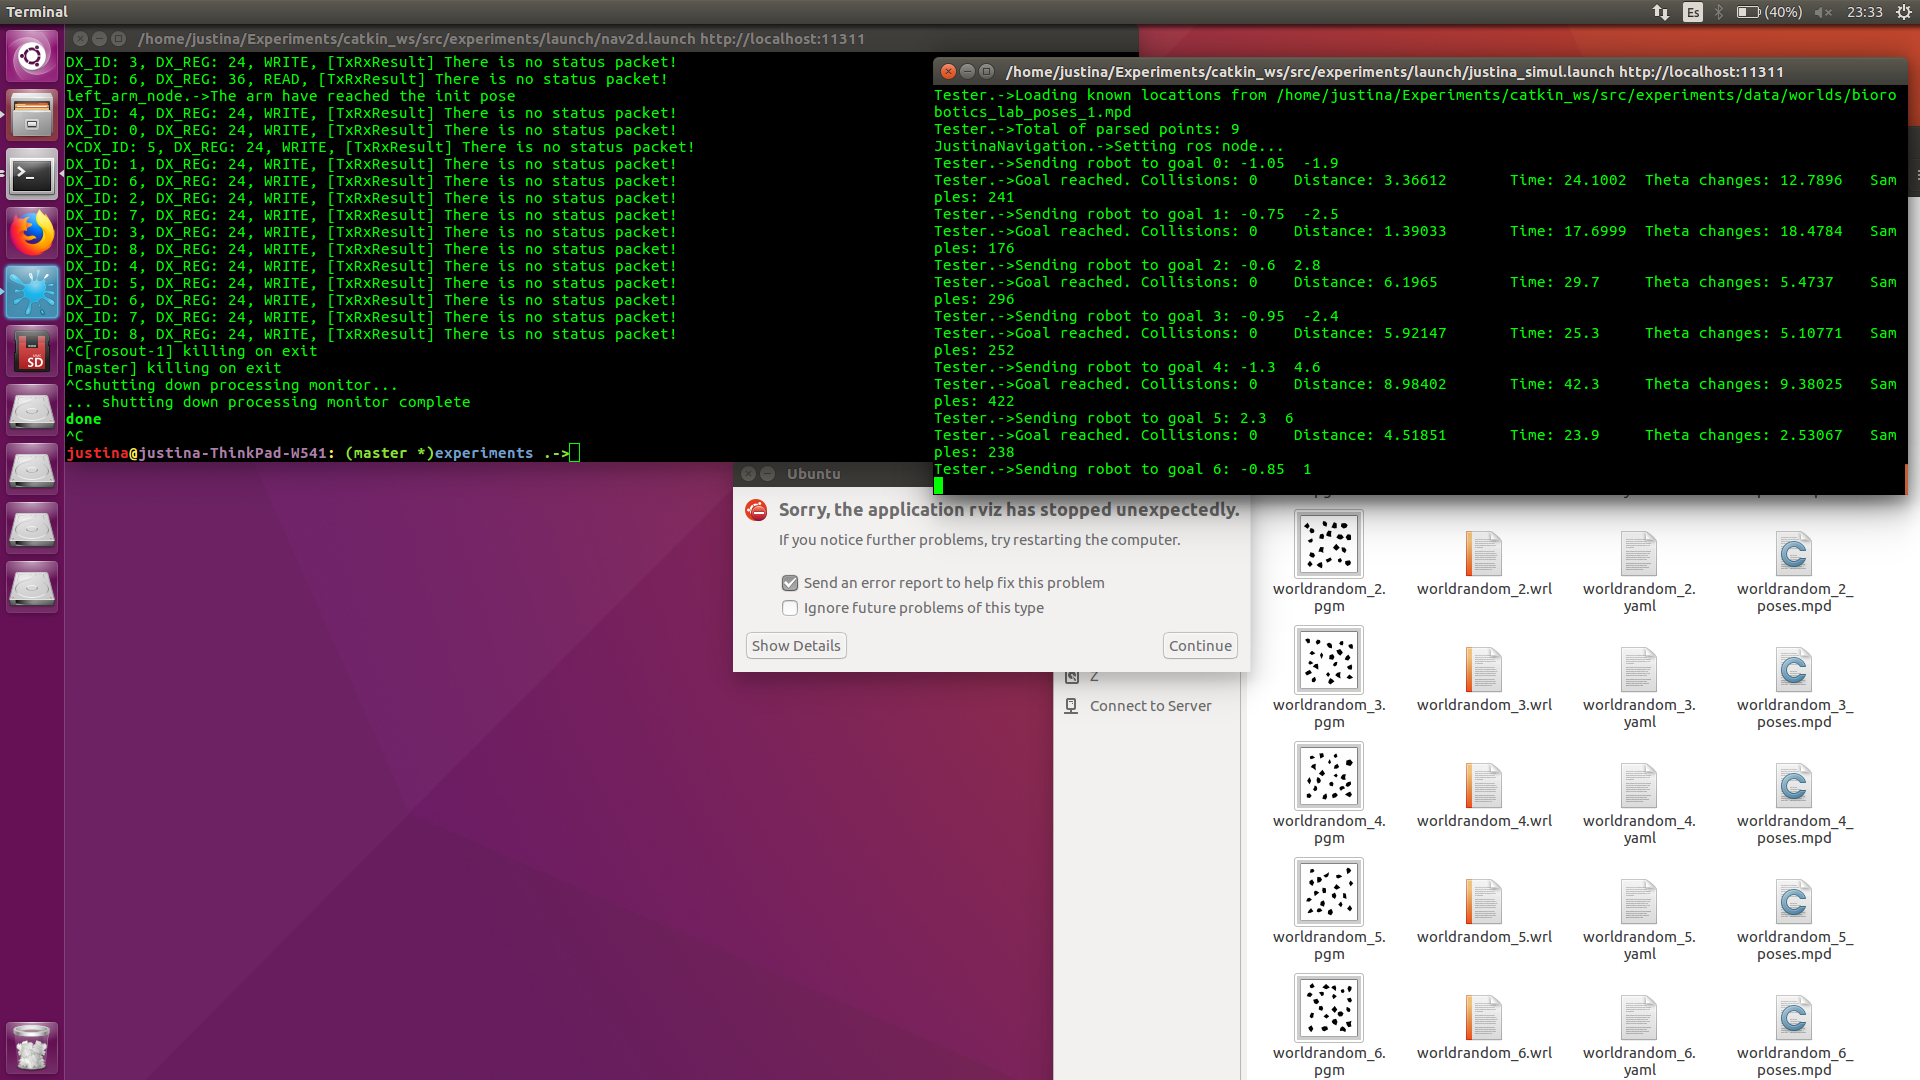 Terminal
Es
(40%)
23:33
/home/justina/Experiments/catkin_ws/src/experiments/launch/nav2d.launch http://localhost:11311
DX_ID: 3, DX_REG: 24, WRITE, [TxRxResult] There is no status packet!
DX_ID: 6, DX_REG: 36, READ, [TxRxResult] There is no status packet!
left_arm_node.->The arm have reached the init pose
DX_ID: 4, DX_REG: 24, WRITE, [TxRxResult] There is no status packet!
DX_ID: 0, DX_REG: 24, WRITE, [TxRxResult] There is no status packet!
^CDX_ID: 5, DX_REG: 24, WRITE, [TxRxResult] There is no status packet!
DX_ID: 1, DX_REG: 24, WRITE, [TxRxResult] There is no status packet!
DX_ID: 6, DX_REG: 24, WRITE, [TxRxResult] There is no status packet!
DX_ID: 2, DX_REG: 24, WRITE, [TxRxResult] There is no status packet!
DX_ID: 7, DX_REG: 24, WRITE, [TxRxResult] There is no status packet!
DX_ID: 3, DX_REG: 24, WRITE, [TxRxResult] There is no status packet!
DX_ID: 8, DX_REG: 24, WRITE, [TxRxResult] There is no status packet!
DX_ID: 4, DX_REG: 24, WRITE, [TxRxResult] There is no status packet!
DX_ID: 5, DX_REG: 24, WRITE, [TxRxResult] There is no status packet!
DX_ID: 6, DX_REG: 24, WRITE, [TxRxResult] There is no status packet!
DX_ID: 7, DX_REG: 24, WRITE, [TxRxResult] There is no status packet!
DX_ID: 8, DX_REG: 24, WRITE, [TxRxResult] There is no status packet!
^C[rosout-1] killing on exit
[master] killing on exit
^Cshutting down processing monitor...
... shutting down processing monitor complete
done
^C
justina@justina-ThinkPad-W541: (master *)experiments .->
/home/justina/Experiments/catkin_ws/src/experiments/launch/justina_simul.launch http://localhost:11311
Tester.->Loading known locations from /home/justina/Experiments/catkin_ws/src/experiments/data/worlds/bioro
botics_lab_poses_1.mpd
Tester.->Total of parsed points: 9
JustinaNavigation.->Setting ros node...
Tester.->Sending robot to goal 0: -1.05  -1.9
Tester.->Goal reached. Collisions: 0    Distance: 3.36612       Time: 24.1002  Theta changes: 12.7896   Sam
ples: 241
Tester.->Sending robot to goal 1: -0.75  -2.5
Tester.->Goal reached. Collisions: 0    Distance: 1.39033       Time: 17.6999  Theta changes: 18.4784   Sam
ples: 176
Tester.->Sending robot to goal 2: -0.6  2.8
Tester.->Goal reached. Collisions: 0    Distance: 6.1965        Time: 29.7     Theta changes: 5.4737    Sam
ples: 296
Tester.->Sending robot to goal 3: -0.95  -2.4
Tester.->Goal reached. Collisions: 0    Distance: 5.92147       Time: 25.3     Theta changes: 5.10771   Sam
ples: 252
Tester.->Sending robot to goal 4: -1.3  4.6
Tester.->Goal reached. Collisions: 0    Distance: 8.98402       Time: 42.3     Theta changes: 9.38025   Sam
ples: 422
Tester.->Sending robot to goal 5: 2.3  6
Tester.->Goal reached. Collisions: 0    Distance: 4.51851       Time: 23.9     Theta changes: 2.53067   Sam
ples: 238
Tester.->Sending robot to goal 6: -0.85  1
Ubuntu
Sorry, the application rviz has stopped unexpectedly.
If you notice further problems, try restarting the computer.
Send an error report to help fix this problem
Ignore future problems of this type
Show Details
Continue
Z
Connect to Server
SD
worldrandom_2.
pgm
worldrandom_2.wrl
worldrandom_2.
yaml
worldrandom_2_
poses.mpd
worldrandom_3.
pgm
worldrandom_3.wrl
worldrandom_3.
yaml
worldrandom_3_
poses.mpd
worldrandom_4.
pgm
worldrandom_4.wrl
worldrandom_4.
yaml
worldrandom_4_
poses.mpd
worldrandom_5.
pgm
worldrandom_5.wrl
worldrandom_5.
yaml
worldrandom_5_
poses.mpd
worldrandom_6.
pgm
worldrandom_6.wrl
worldrandom_6.
yaml
worldrandom_6_
poses.mpd